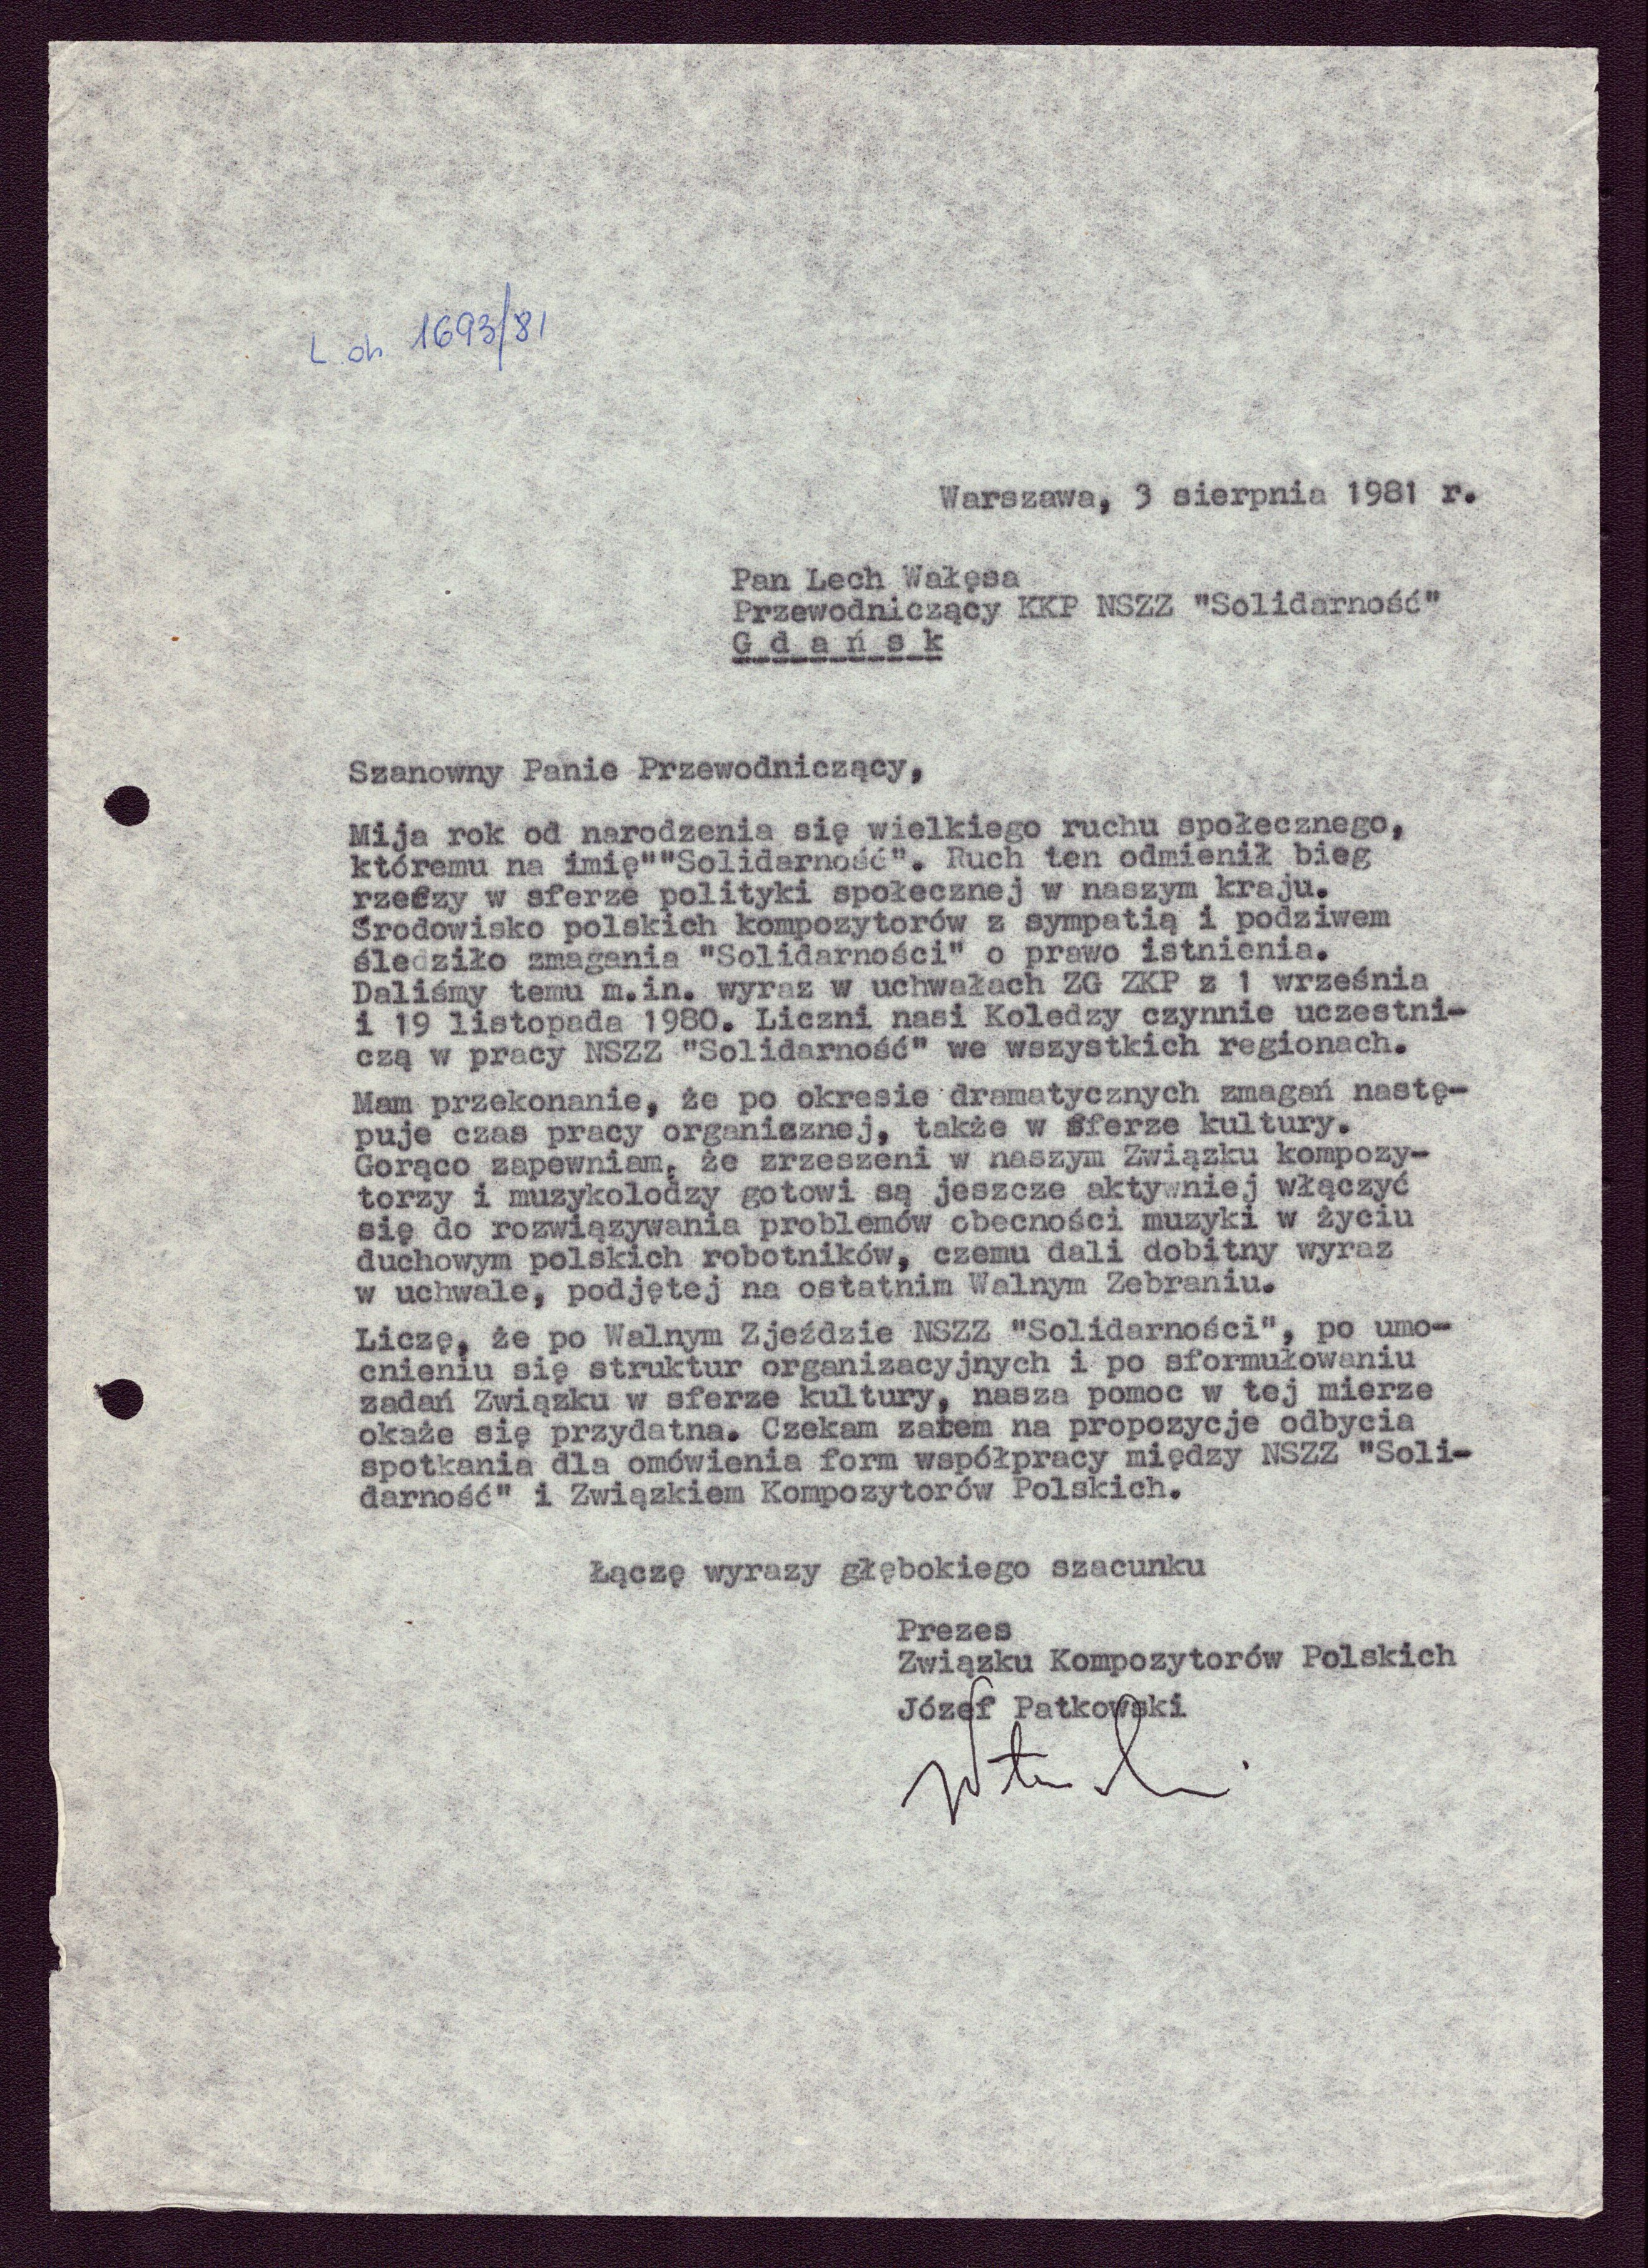 L. dz 1693/81
Warszawa, 3 sierpnia 1981 r.
Pan Lech Wałęsa
Przewodniczący KKP NSZZ "Solidarność"
G d a ń s k
Szanowny Panie Przewodniczący,
Mija rok od narodzenia się wielkiego ruchu społecznego,
któremu na imię""Solidarność". Ruch ten odmienił bieg
rzeczy w sferze polityki społecznej w naszym kraju.
Środowisko polskich kompozytorów z sympatią i podziwem
śledziło zmagania "Solidarności" o prawo istnienia.
Daliśmy temu m.in. wyraz w uchwałach ZG ZKP z 1 września
i 19 listopada 1980. Liczni nasi Koledzy czynnie uczestni-
czą w pracy NSZZ "Solidarność" we wszystkich regionach.
Mam przekonanie, że po okresie dramatycznych zmagań nastę-
puje czas pracy organicznej, także w sferze kultury.
Gorąco zapewniam, że zrzeszeni w naszym Związku kompozy-
torzy i muzykolodzy gotowi są jeszcze aktywniej włączyć
się do rozwiązywania problemów obecności muzyki w życiu
duchowym polskich robotników, czemu dali dobitny wyraz
w uchwale, podjętej na ostatnim Walnym Zebraniu.
Liczę, że po Walnym Zjeździe NSZZ "Solidarności", po umo-
cnieniu się struktur organizacyjnych i po sformułowaniu
zadań Związku w sferze kultury, nasza pomoc w tej mierze
okaże się przydatna. Czekam zatem na propozycje odbycia
spotkania dla omówienia form współpracy między NSZZ "Soli-
darność" i Związkiem Kompozytorów Polskich.
Łączę wyrazy głębokiego szacunku
Prezes
Związku Kompozytorów Polskich
Józef Patkowski